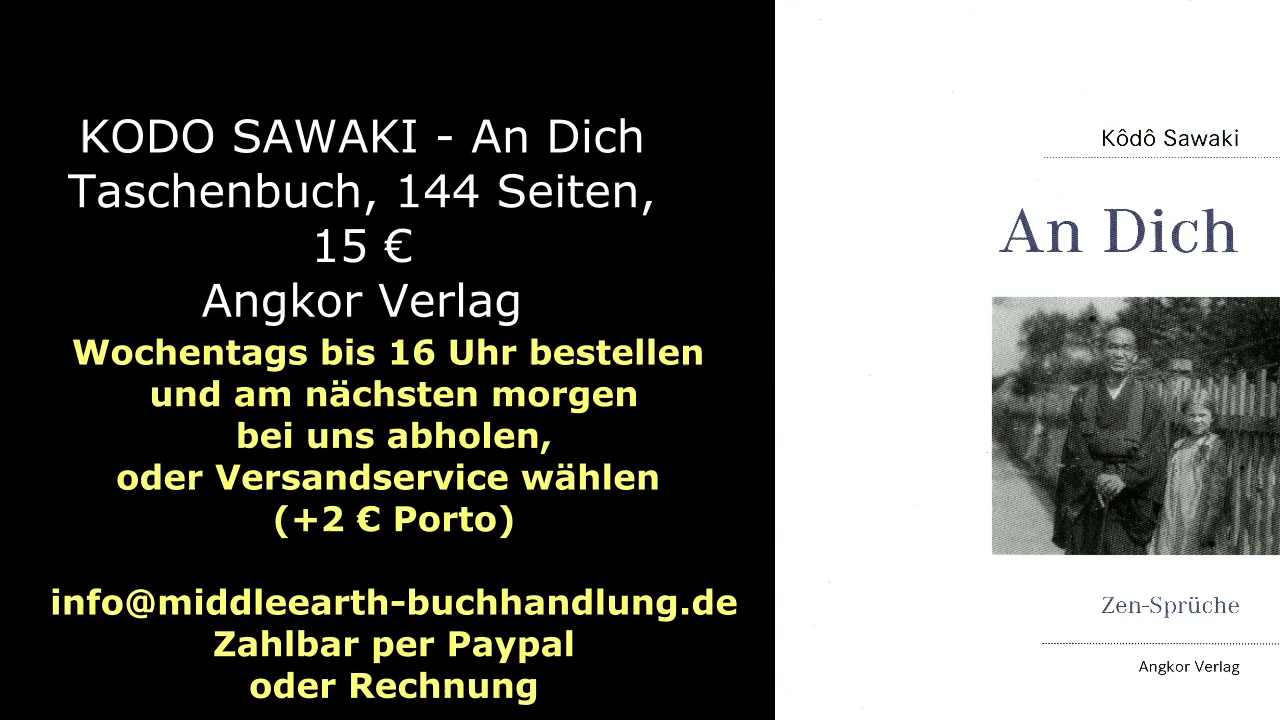 KODO SAWAKI - An Dich
Taschenbuch, 144 Seiten,
15 €
Angkor Verlag
Wochentags bis 16 Uhr bestellen
und am nächsten morgen
bei uns abholen,
oder Versandservice wählen
(+2 € Porto)
info@middleearth-buchhandlung.de
Zahlbar per Paypal
oder Rechnung
Kôdô Sawaki
An Dich
Zen-Sprüche
Angkor Verlag